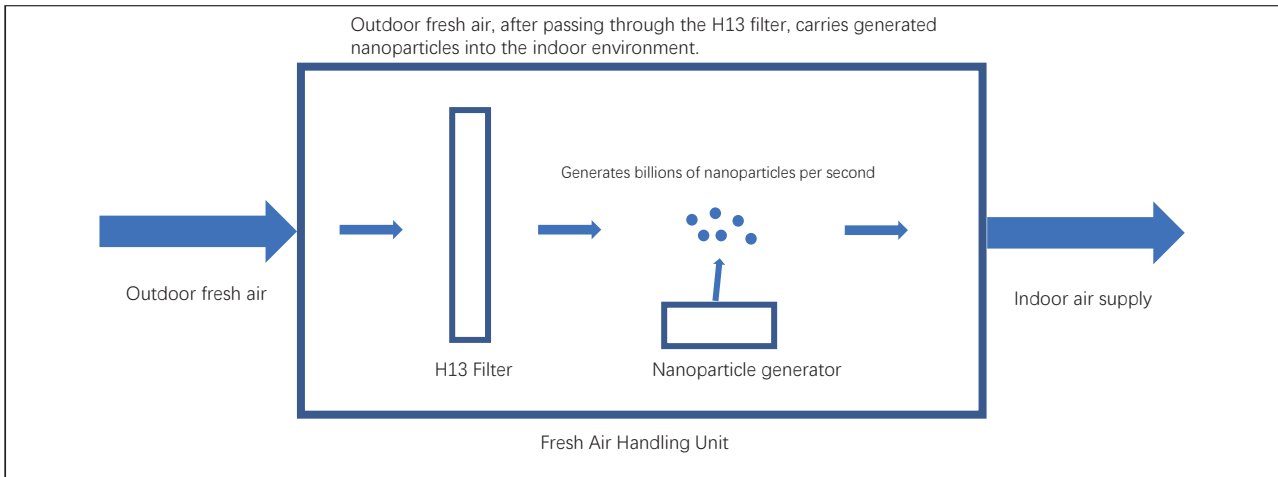 Outdoor fresh air, after passing through the H13 filter, carries generated
nanoparticles into the indoor environment.
Generates billions of nanoparticles per second
Outdoor fresh air
Indoor air supply
H13 Filter
Nanoparticle generator
Fresh Air Handling Unit